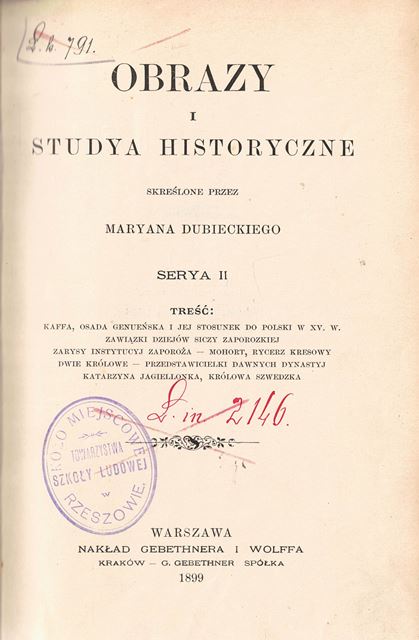 L. b. 791.
OBRAZY
I
STUDYA HISTORYCZNE
SKREŚLONE PRZEZ
MARYANA DUBIECKIEGO
SERYA II
TREŚĆ:
KAFFA, OSADA GENUEŃSKA I JEJ STOSUNEK DO POLSKI W XV. W.
ZAWIĄZKI DZIEJÓW SICZY ZAPOROZKIEJ
ZARYSY INSTYTUCYJ ZAPOROŻA — MOHORT, RYCERZ KRESOWY
DWIE KRÓLOWE — PRZEDSTAWICIELKI DAWNYCH DYNASTYJ
KATARZYNA JAGIELLONKA, KRÓLOWA SZWEDZKA
L. in 2146.
KOŁO MIEJSCOWE
TOWARZYSTWA
SZKOŁY LUDOWEJ
w
RZESZOWIE.
WARSZAWA
NAKŁAD GEBETHNERA I WOLFFA
KRAKÓW — G. GEBETHNER SPÓŁKA
1899